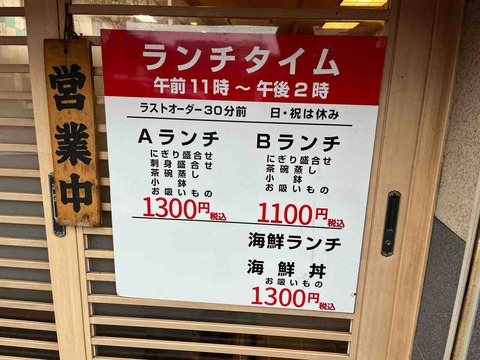 営業中
ランチタイム
午前11時～午後2時
ラストオーダー30分前 日・祝は休み
Aランチ
にぎり盛合せ
刺身盛合せ
茶碗蒸し
小鉢
お吸いもの
1300円税込
Bランチ
にぎり盛合せ
茶碗蒸し
小鉢
お吸いもの
1100円税込
海鮮ランチ
海鮮丼
お吸いもの
1300円税込